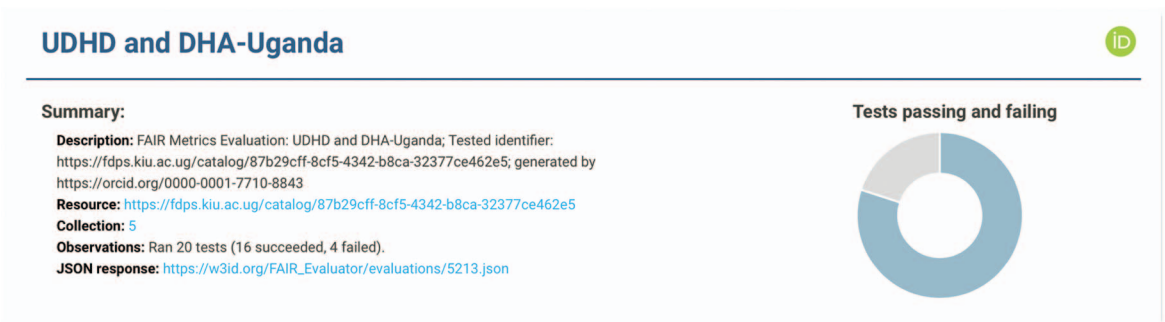 UDHD and DHA-Uganda
iD
Summary:
Description: FAIR Metrics Evaluation: UDHD and DHA-Uganda; Tested identifier:
https://fdps.kiu.ac.ug/catalog/87b29cff-8cf5-4342-b8ca-32377ce462e5; generated by
https://orcid.org/0000-0001-7710-8843
Resource: https://fdps.kiu.ac.ug/catalog/87b29cff-8cf5-4342-b8ca-32377ce462e5
Collection: 5
Observations: Ran 20 tests (16 succeeded, 4 failed).
JSON response: https://w3id.org/FAIR_Evaluator/evaluations/5213.json
Tests passing and failing